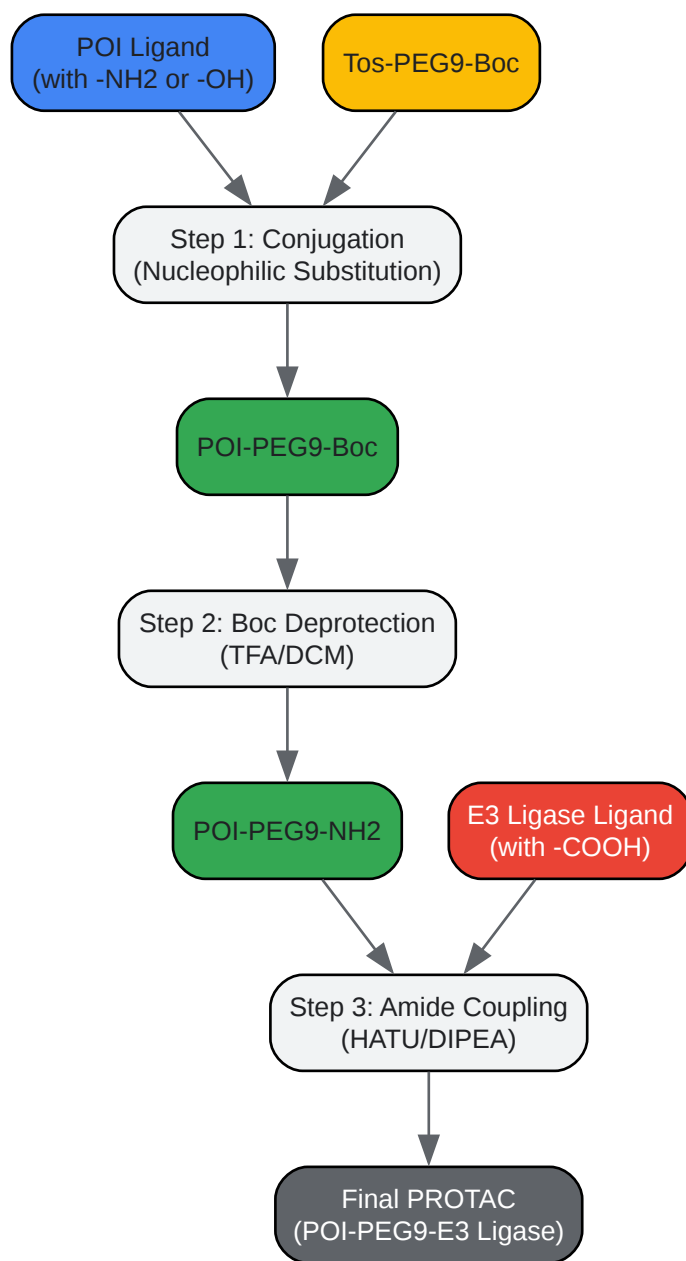 POI Ligand
(with -NH2 or -OH)
Tos-PEG9-Boc
Step 1: Conjugation
(Nucleophilic Substitution)
POI-PEG9-Boc
Step 2: Boc Deprotection
(TFA/DCM)
POI-PEG9-NH2
E3 Ligase Ligand
(with -COOH)
Step 3: Amide Coupling
(HATU/DIPEA)
Final PROTAC
(POI-PEG9-E3 Ligase)